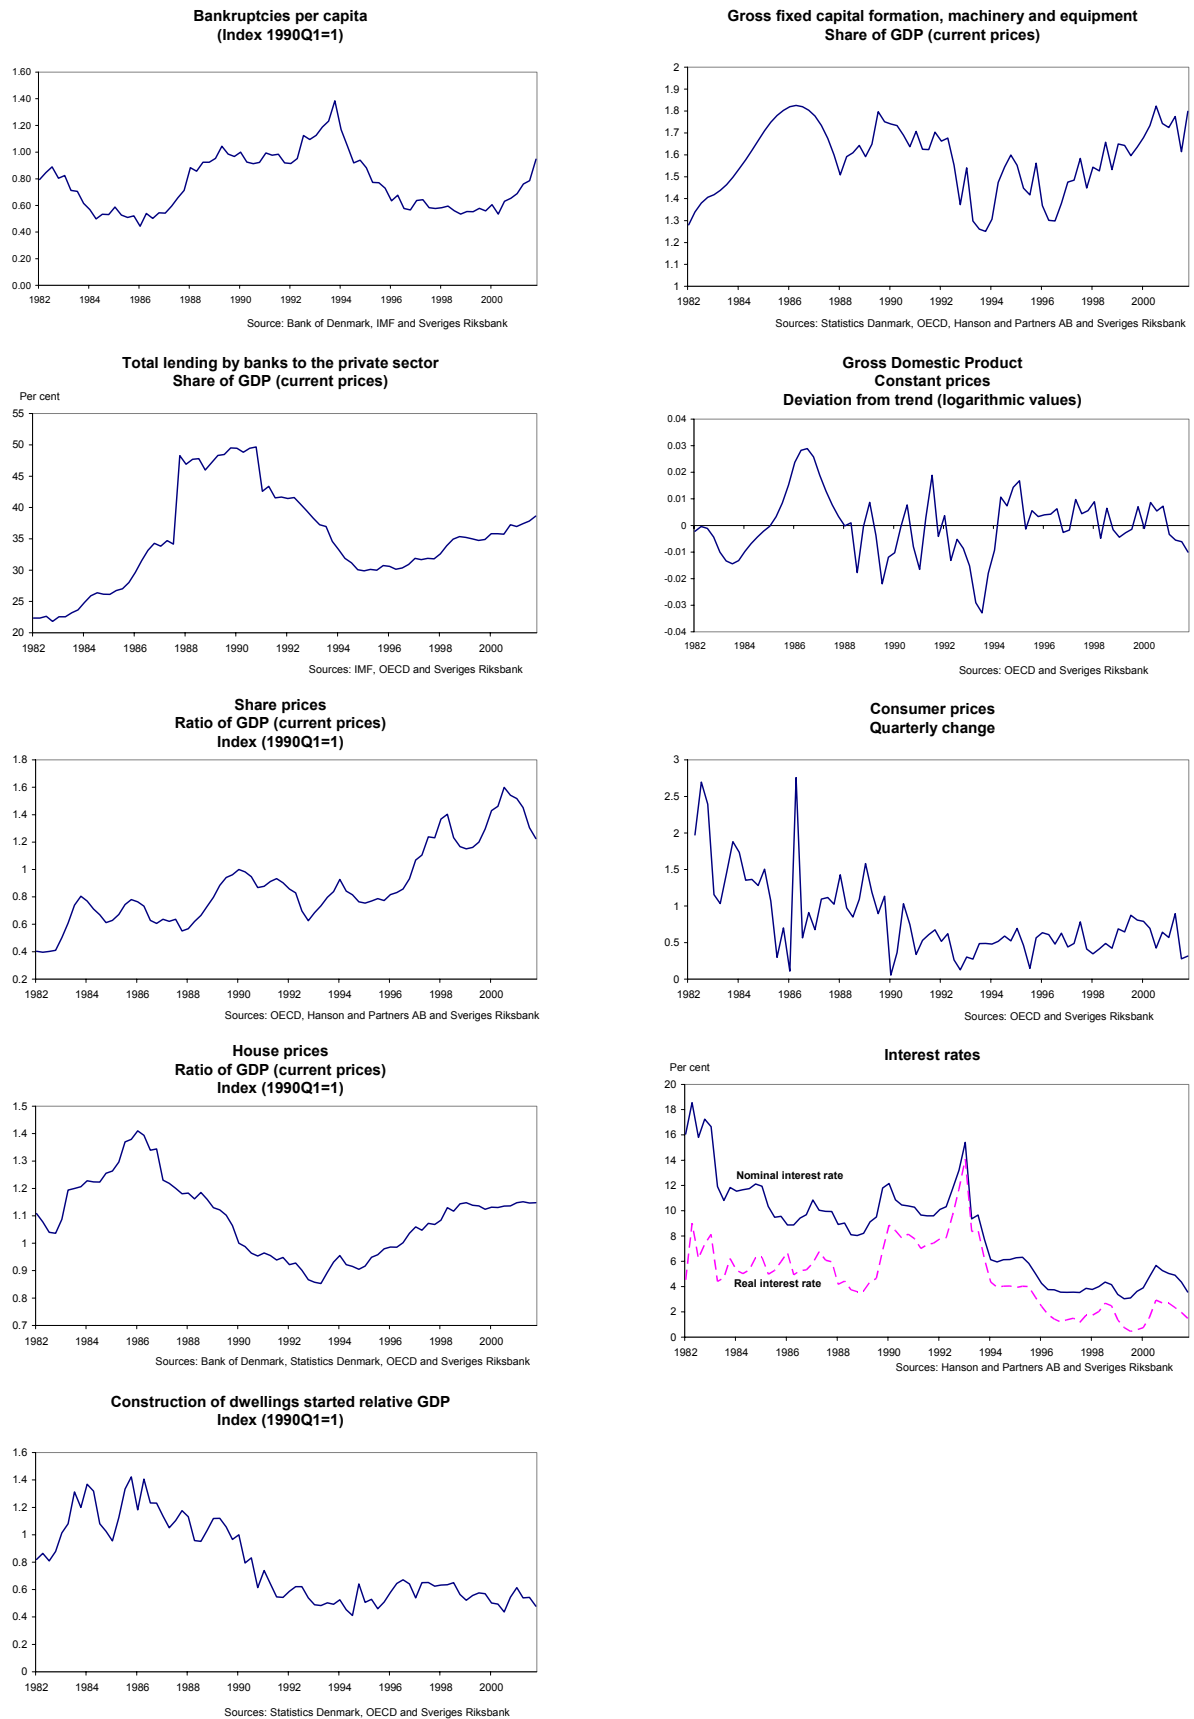 Bankruptcies per capita
(Index 1990Q1=1)
1.60
1.40
1.20
1.00
0.80
0.60
0.40
0.20
0.00
1982 1984 1986 1988 1990 1992 1994 1996 1998 2000
Source: Bank of Denmark, IMF and Sveriges Riksbank
Gross fixed capital formation, machinery and equipment
Share of GDP (current prices)
2
1.9
1.8
1.7
1.6
1.5
1.4
1.3
1.2
1.1
1
1982 1984 1986 1988 1990 1992 1994 1996 1998 2000
Sources: Statistics Danmark, OECD, Hanson and Partners AB and Sveriges Riksbank
Total lending by banks to the private sector
Share of GDP (current prices)
Per cent
55
50
45
40
35
30
25
20
1982 1984 1986 1988 1990 1992 1994 1996 1998 2000
Sources: IMF, OECD and Sveriges Riksbank
Gross Domestic Product
Constant prices
Deviation from trend (logarithmic values)
0.04
0.03
0.02
0.01
0
-0.01
-0.02
-0.03
-0.04
1982 1984 1986 1988 1990 1992 1994 1996 1998 2000
Sources: OECD and Sveriges Riksbank
Share prices
Ratio of GDP (current prices)
Index (1990Q1=1)
1.8
1.6
1.4
1.2
1
0.8
0.6
0.4
0.2
1982 1984 1986 1988 1990 1992 1994 1996 1998 2000
Sources: OECD, Hanson and Partners AB and Sveriges Riksbank
Consumer prices
Quarterly change
3
2.5
2
1.5
1
0.5
0
1982 1984 1986 1988 1990 1992 1994 1996 1998 2000
Sources: OECD and Sveriges Riksbank
House prices
Ratio of GDP (current prices)
Index (1990Q1=1)
1.5
1.4
1.3
1.2
1.1
1
0.9
0.8
0.7
1982 1984 1986 1988 1990 1992 1994 1996 1998 2000
Sources: Bank of Denmark, Statistics Denmark, OECD and Sveriges Riksbank
Interest rates
Per cent
20
18
16
14
12
10
8
6
4
2
0
Nominal interest rate
Real interest rate
1982 1984 1986 1988 1990 1992 1994 1996 1998 2000
Sources: Hanson and Partners AB and Sveriges Riksbank
Construction of dwellings started relative GDP
Index (1990Q1=1)
1.6
1.4
1.2
1
0.8
0.6
0.4
0.2
0
1982 1984 1986 1988 1990 1992 1994 1996 1998 2000
Sources: Statistics Denmark, OECD and Sveriges Riksbank